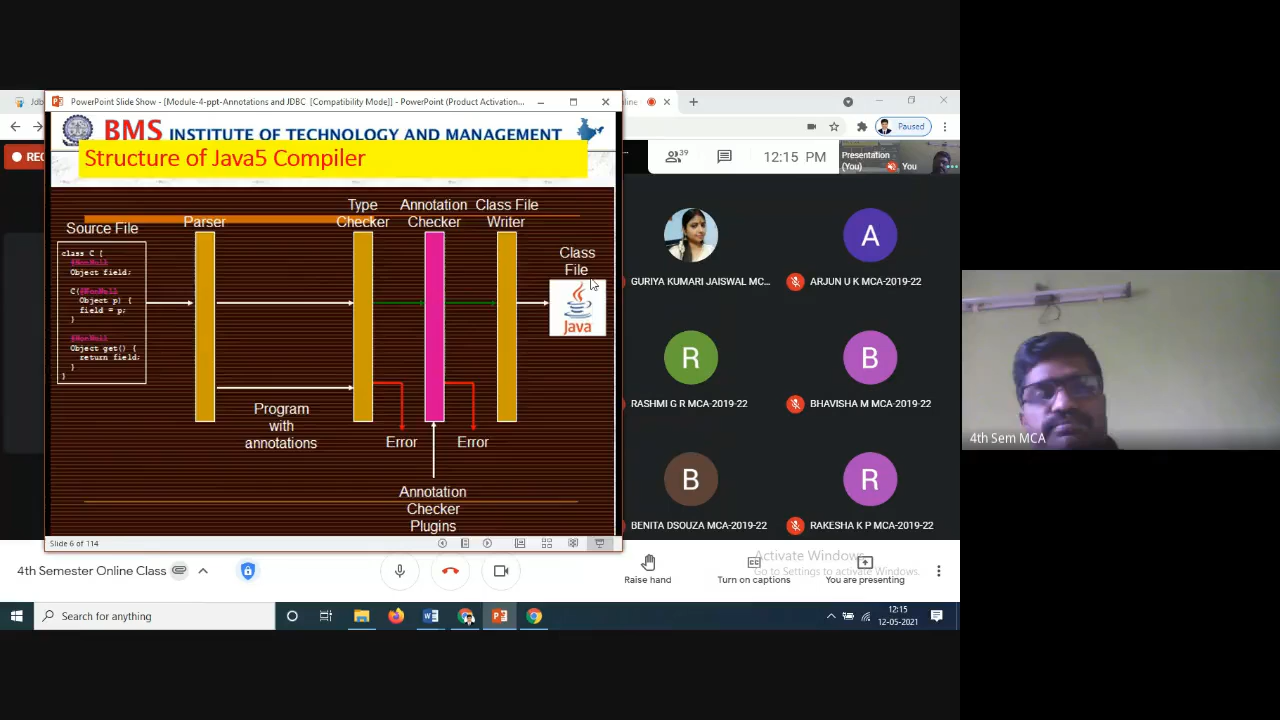 PowerPoint Slide Show - [Module-4-ppt-Annotations and JDBC [Compatibility Mode]] - PowerPoint (Product Activation...
BMS INSTITUTE OF TECHNOLOGY AND MANAGEMENT
Structure of Java5 Compiler
Source File
Parser
Type
Checker
Annotation
Checker
Class File
Writer
Class
File
class C {
@NonNull
Object field;
C(@NonNull
Object p) {
field = p;
}
@NonNull
Object get() {
return field;
}
}
Java
Program
with
annotations
Error
Error
Annotation
Checker
Plugins
Slide 6 of 114
Paused
39
12:15 PM
Presentation
(You)
You
GURIYA KUMARI JAISWAL MC...
A
ARJUN U K MCA-2019-22
R
RASHMI G R MCA-2019-22
B
BHAVISHA M MCA-2019-22
B
BENITA DSOUZA MCA-2019-22
R
RAKESHA K P MCA-2019-22
4th Sem MCA
4th Semester Online Class
Raise hand
Turn on captions
You are presenting
Activate Windows
Go to Settings to activate Windows.
Search for anything
12:15
12-05-2021